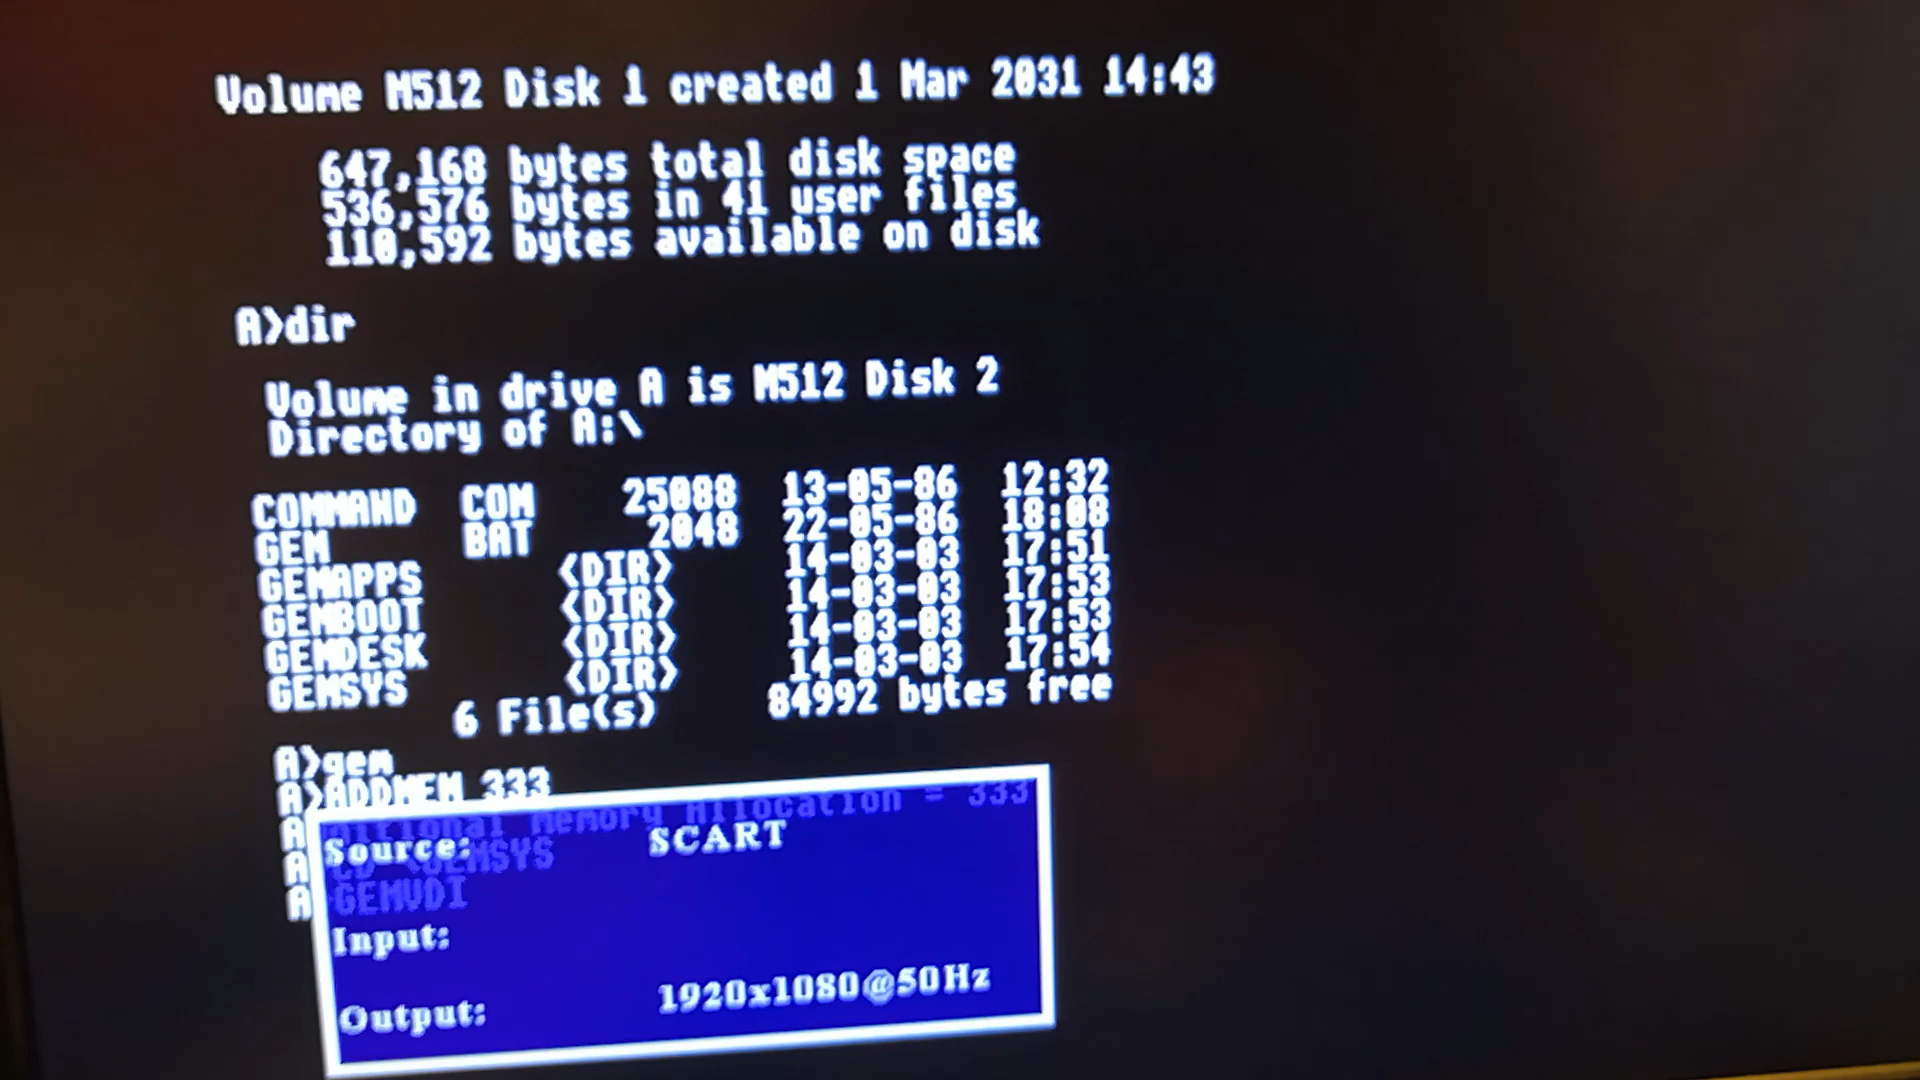 Volume M512 Disk 1 created 1 Mar 2031 14:43
647,168 bytes total disk space
536,576 bytes in 41 user files
110,592 bytes available on disk
A>dir
Volume in drive A is M512 Disk 2
Directory of A:\
COMMAND COM 25088 13-05-86 12:32
GEM BAT 2048 22-05-86 18:08
GEMAPPS <DIR> 14-03-03 17:51
GEMBOOT <DIR> 14-03-03 17:53
GEMDESK <DIR> 14-03-03 17:53
GEMSYS <DIR> 14-03-03 17:54
6 File(s) 84992 bytes free
A>gem
A>ADDMEM 333
A Memory Allocation = 333
Source: SCART
A CD \GEMSYS
A GEMVDI
Input:
1920x1080@50Hz
Output: